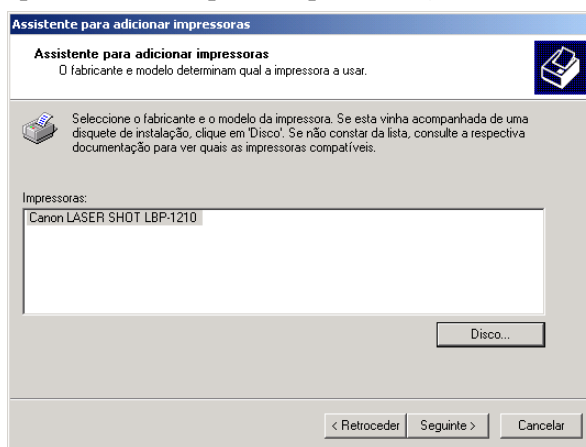 Assistente para adicionar impressoras
Assistente para adicionar impressoras
O fabricante e modelo determinam qual a impressora a usar.
Seleccione o fabricante e o modelo da impressora. Se esta vinha acompanhada de uma
disquete de instalação, clique em 'Disco'. Se não constar da lista, consulte a respectiva
documentação para ver quais as impressoras compatíveis.
Impressoras:
Canon LASER SHOT LBP-1210
Disco...
< Retroceder
Seguinte >
Cancelar